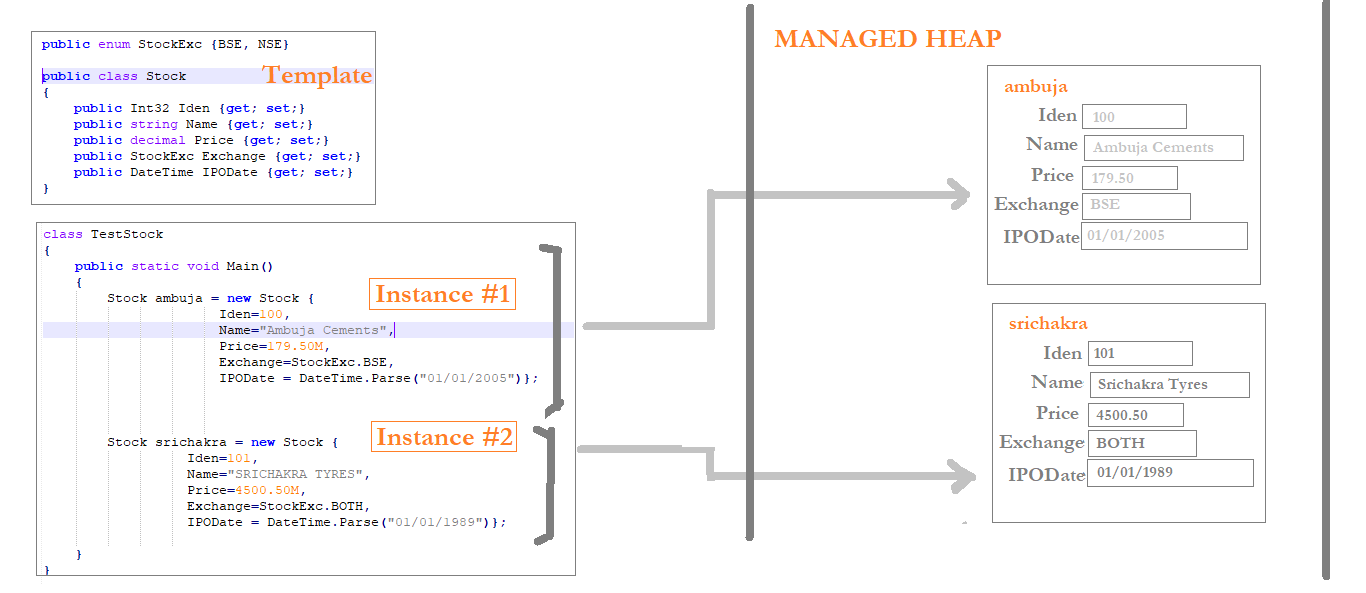 public enum StockExc {BSE, NSE}
public class Stock
Template
{
public Int32 Iden {get; set;}
public string Name {get; set;}
public decimal Price {get; set;}
public StockExc Exchange {get; set;}
public DateTime IPODate {get; set;}
}
class TestStock
{
public static void Main()
{
Stock ambuja = new Stock {
Instance #1
Iden=100,
Name="Ambuja Cements",
Price=179.50M,
Exchange=StockExc.BSE,
IPODate = DateTime.Parse("01/01/2005")};
Stock srichakra = new Stock {
Instance #2
Iden=101,
Name="SRICHAKRA TYRES",
Price=4500.50M,
Exchange=StockExc.BOTH,
IPODate = DateTime.Parse("01/01/1989")};
}
}
MANAGED HEAP
ambuja
Iden 100
Name Ambuja Cements
Price 179.50
Exchange BSE
IPODate 01/01/2005
srichakra
Iden 101
Name Srichakra Tyres
Price 4500.50
Exchange BOTH
IPODate 01/01/1989